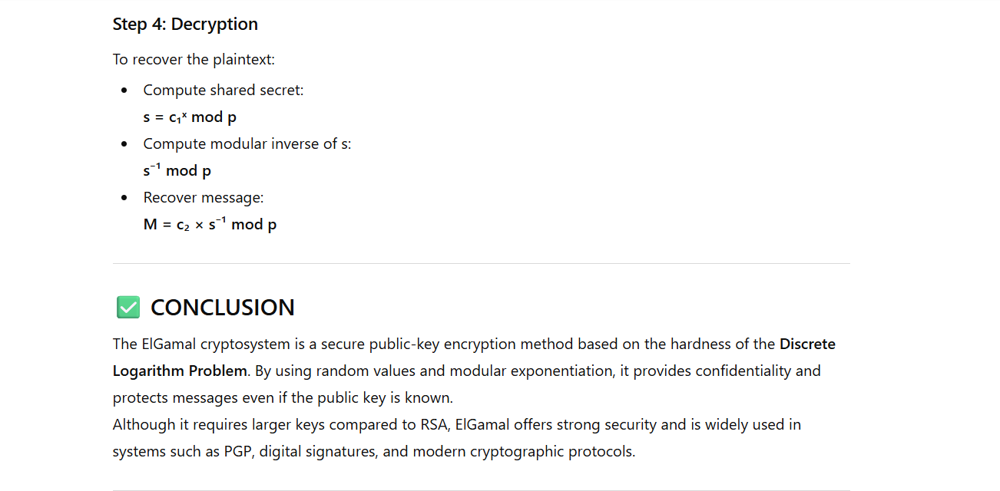 Step 4: Decryption
To recover the plaintext:
• Compute shared secret:
s = c₁ˣ mod p
• Compute modular inverse of s:
s⁻¹ mod p
• Recover message:
M = c₂ × s⁻¹ mod p
✅ CONCLUSION
The ElGamal cryptosystem is a secure public-key encryption method based on the hardness of the Discrete
Logarithm Problem. By using random values and modular exponentiation, it provides confidentiality and
protects messages even if the public key is known.
Although it requires larger keys compared to RSA, ElGamal offers strong security and is widely used in
systems such as PGP, digital signatures, and modern cryptographic protocols.